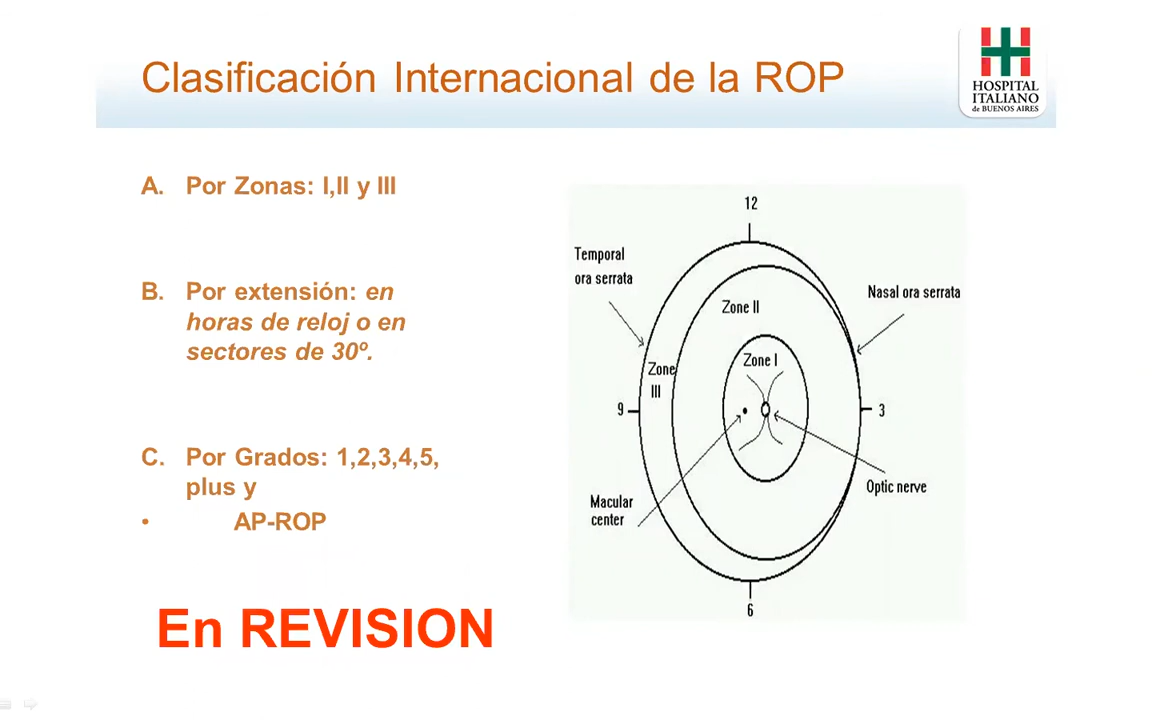 Clasificación Internacional de la ROP
HOSPITAL
ITALIANO
de BUENOS AIRES
A. Por Zonas: I,II y III
B. Por extensión: en
horas de reloj o en
sectores de 30º.
C. Por Grados: 1,2,3,4,5,
plus y
• AP-ROP
En REVISION
12
Temporal
ora serrata
Nasal ora serrata
Zone II
Zone I
Zone
III
9
3
Optic nerve
Macular
center
6